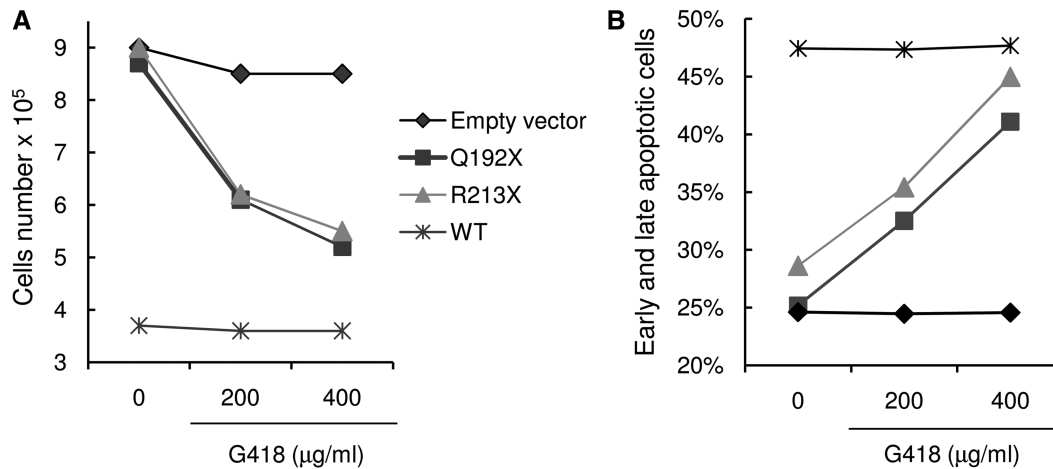 A
Cells number x 10⁵
9
8
7
6
5
4
3
0
200
400
G418 (μg/ml)
Empty vector
Q192X
R213X
WT
B
Early and late apoptotic cells
50%
45%
40%
35%
30%
25%
20%
0
200
400
G418 (μg/ml)